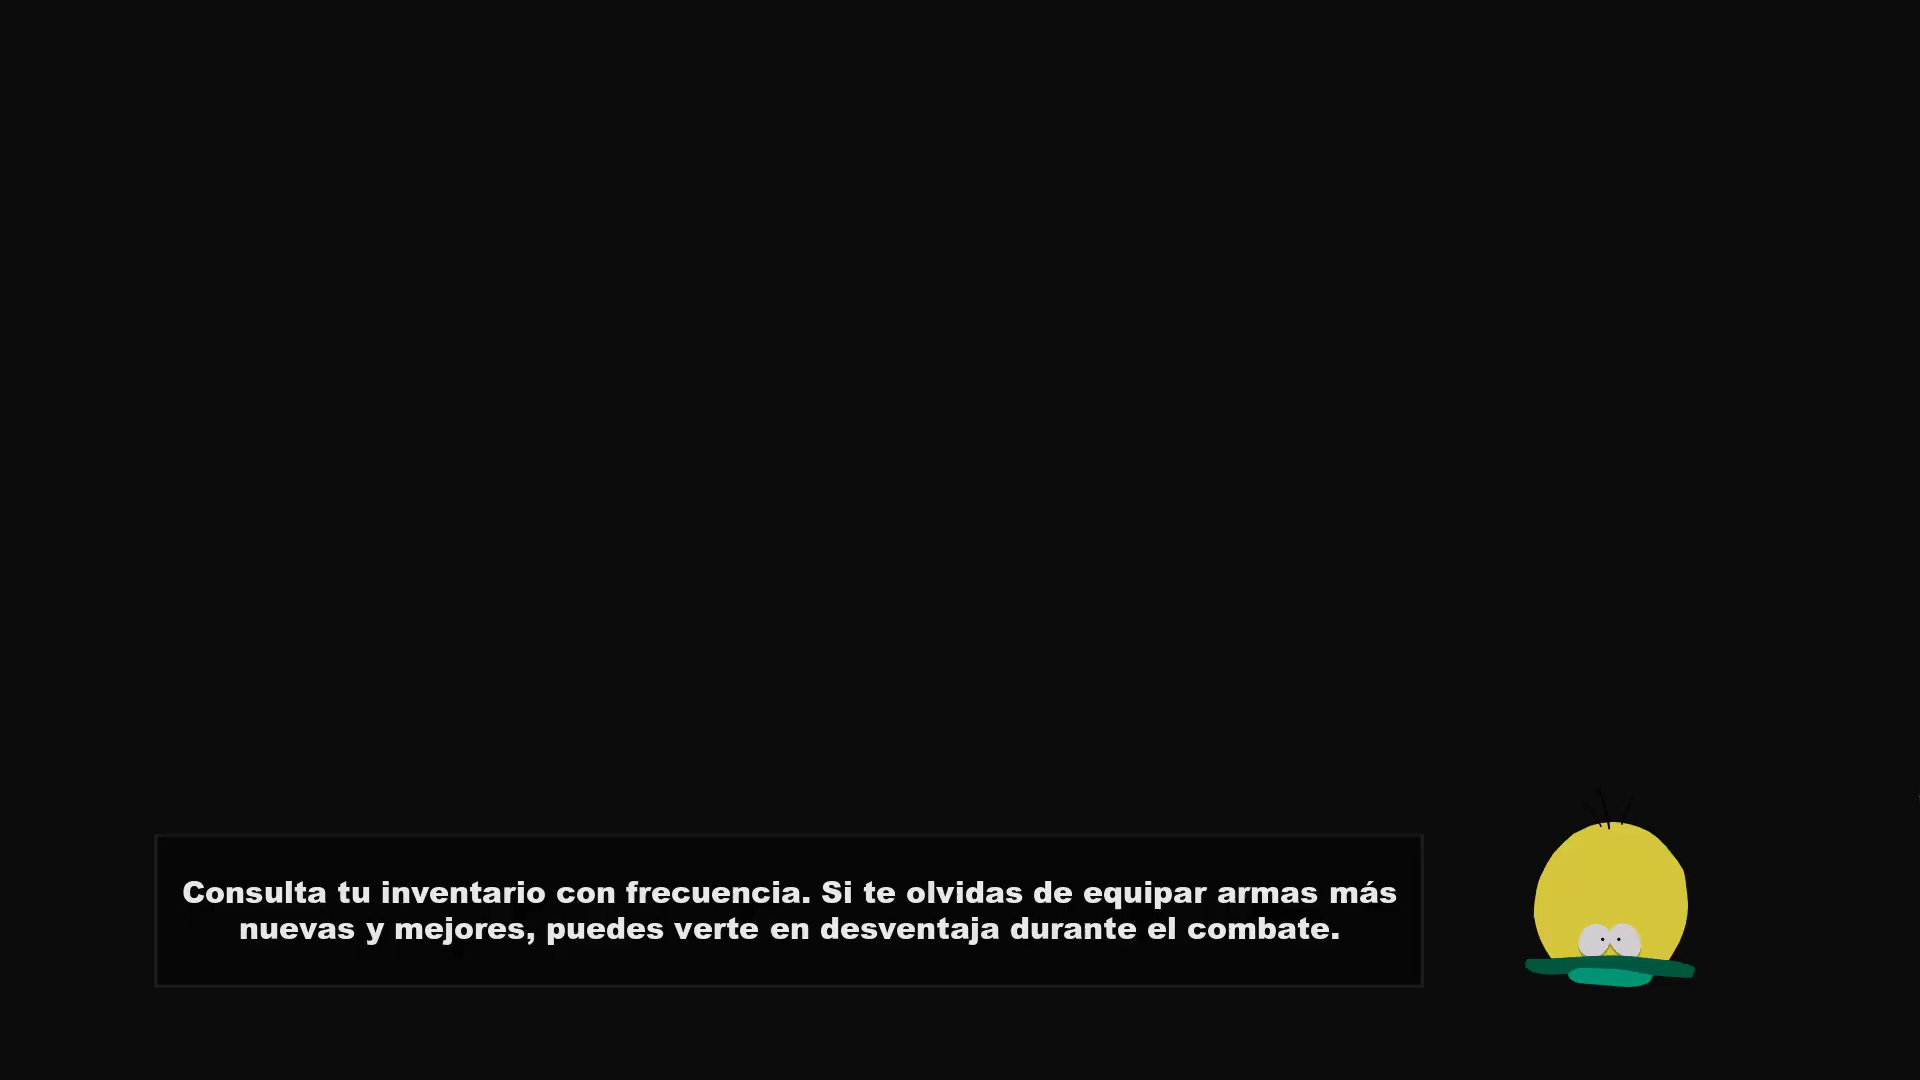 Consulta tu inventario con frecuencia. Si te olvidas de equipar armas más
nuevas y mejores, puedes verte en desventaja durante el combate.